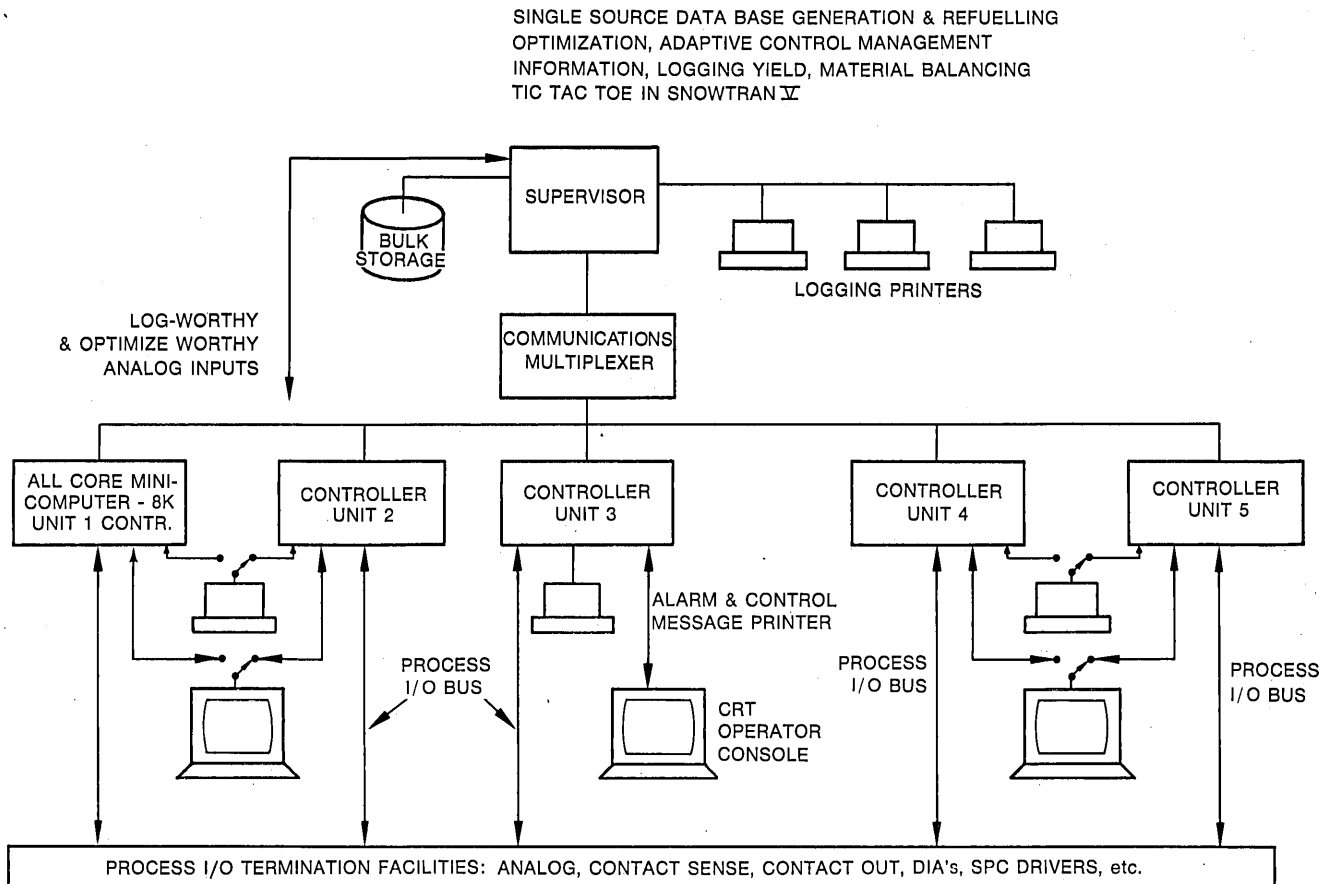 SINGLE SOURCE DATA BASE GENERATION & REFUELLING
OPTIMIZATION, ADAPTIVE CONTROL MANAGEMENT
INFORMATION, LOGGING YIELD, MATERIAL BALANCING
TIC TAC TOE IN SNOWTRAN V
SUPERVISOR
BULK
STORAGE
LOGGING PRINTERS
LOG-WORTHY
& OPTIMIZE WORTHY
ANALOG INPUTS
COMMUNICATIONS
MULTIPLEXER
ALL CORE MINI-
COMPUTER - 8K
UNIT 1 CONTR.
CONTROLLER
UNIT 2
CONTROLLER
UNIT 3
CONTROLLER
UNIT 4
CONTROLLER
UNIT 5
ALARM & CONTROL
MESSAGE PRINTER
PROCESS
I/O BUS
CRT
OPERATOR
CONSOLE
PROCESS
I/O BUS
PROCESS
I/O BUS
PROCESS I/O TERMINATION FACILITIES: ANALOG, CONTACT SENSE, CONTACT OUT, DIA's, SPC DRIVERS, etc.